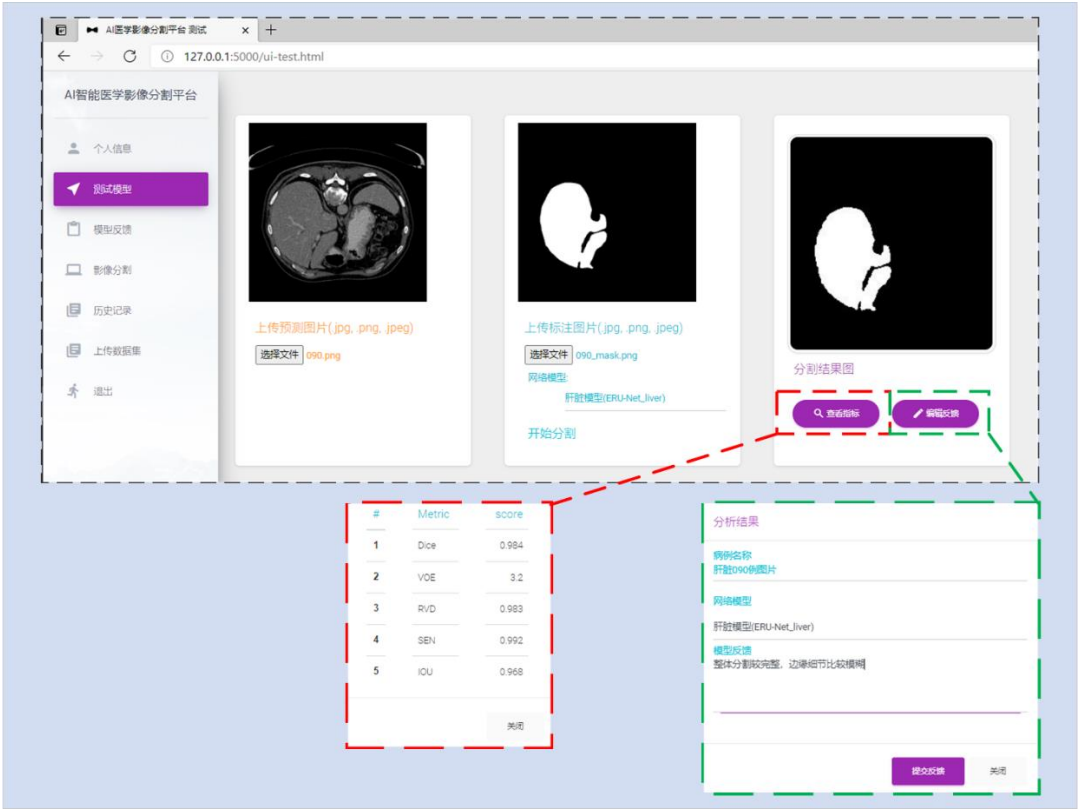 AI医学影像分割平台 测试
127.0.0.1:5000/ui-test.html
AI智能医学影像分割平台
个人信息
测试模型
模型反馈
影像分割
历史记录
上传数据集
退出
上传预测图片(.jpg, .png, .jpeg)
选择文件 090.png
上传标注图片(.jpg, .png, .jpeg)
选择文件 090_mask.png
网络模型:
肝脏模型(ERU-Net_liver)
开始分割
分割结果图
查看指标 编辑反馈
# Metric score
1 Dice 0.984
2 VOE 3.2
3 RVD 0.983
4 SEN 0.992
5 IOU 0.968
关闭
分析结果
病例名称
肝脏090例图片
网络模型
肝脏模型(ERU-Net_liver)
模型反馈
整体分割较完整，边缘细节比较模糊
提交反馈 关闭